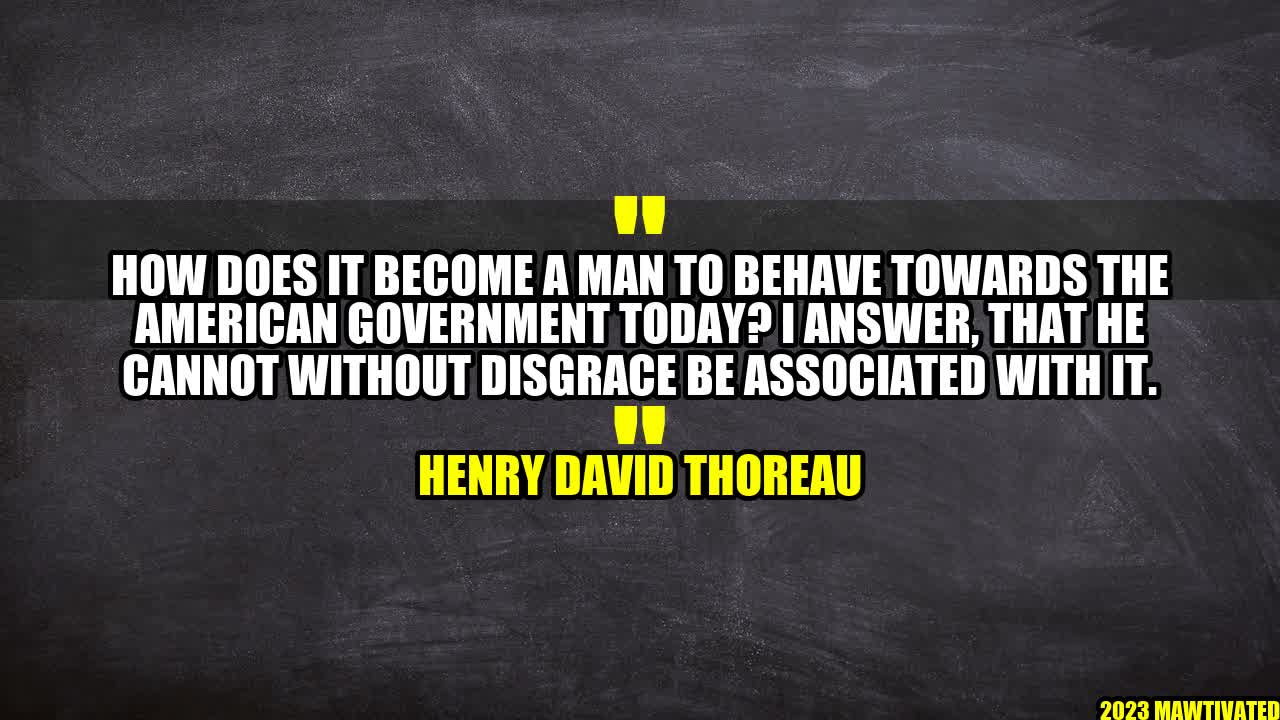 "
HOW DOES IT BECOME A MAN TO BEHAVE TOWARDS THE
AMERICAN GOVERNMENT TODAY? I ANSWER, THAT HE
CANNOT WITHOUT DISGRACE BE ASSOCIATED WITH IT.
"
HENRY DAVID THOREAU
2023 MAWTIVATED